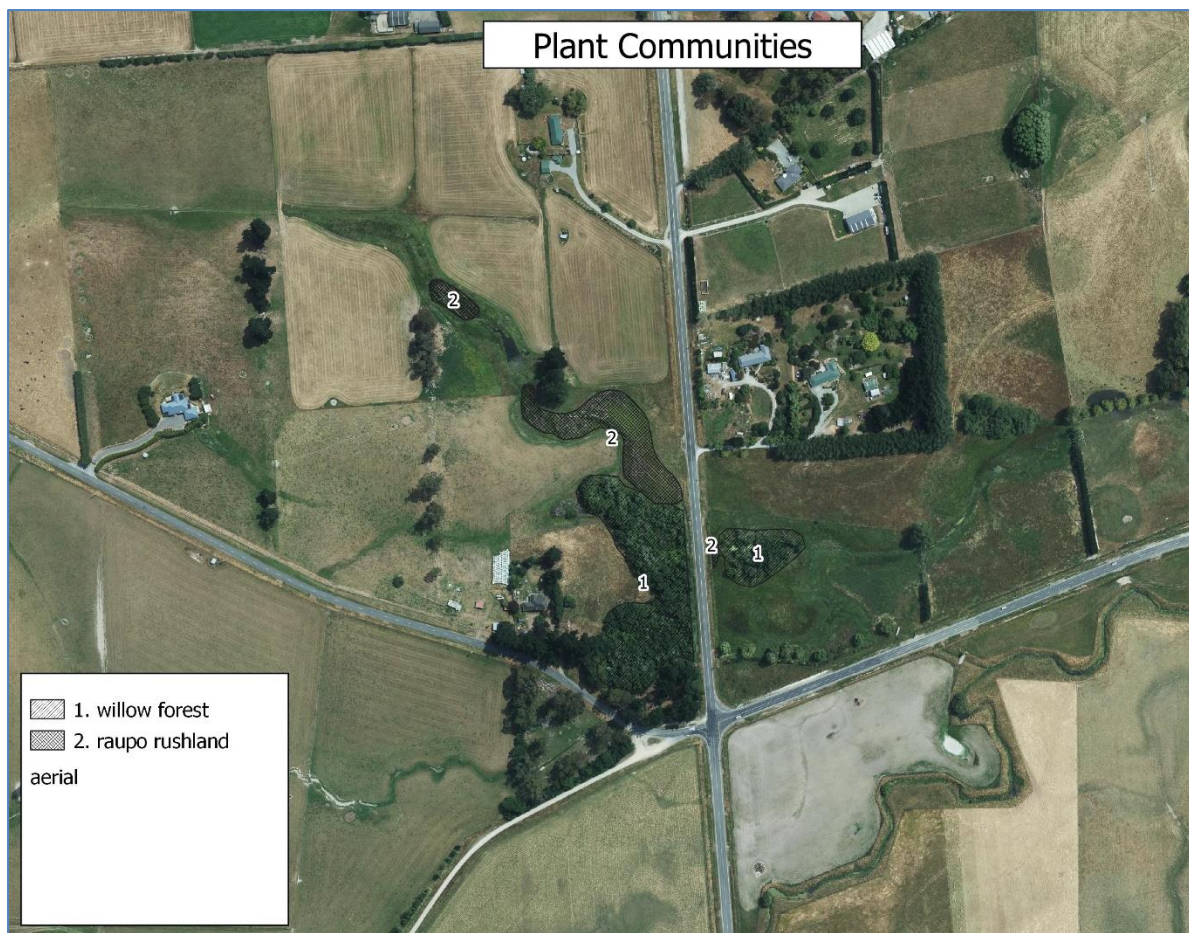 Plant Communities
2
2
2
1
1
1. willow forest
2. raupo rushland
aerial